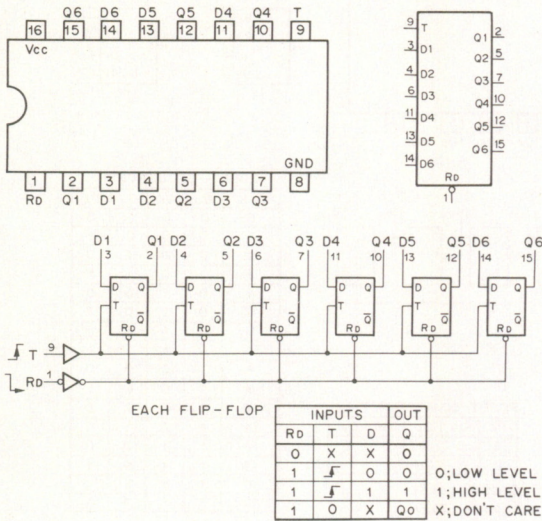 Q6 D6 D5 Q5 D4 Q4 T
16 15 14 13 12 11 10 9
Vcc
GND
1 2 3 4 5 6 7 8
RD Q1 D1 D2 Q2 D3 Q3
9 T Q1 2
3 D1 Q2 5
4 D2 Q3 7
6 D3 Q4 10
11 D4 Q5 12
13 D5 Q6 15
14 D6
RD
1
D1 Q1 D2 Q2 D3 Q3 D4 Q4 D5 Q5 D6 Q6
3 2 4 5 6 7 11 10 13 12 14 15
D Q D Q D Q D Q D Q D Q
T Q̅ T Q̅ T Q̅ T Q̅ T Q̅ T Q̅
RD RD RD RD RD RD
T 9
RD 1
EACH FLIP-FLOP
INPUTS OUT
RD T D Q
0 X X 0
1 0 0 0;LOW LEVEL
1 1 1 1;HIGH LEVEL
1 0 X Qo X;DON'T CARE